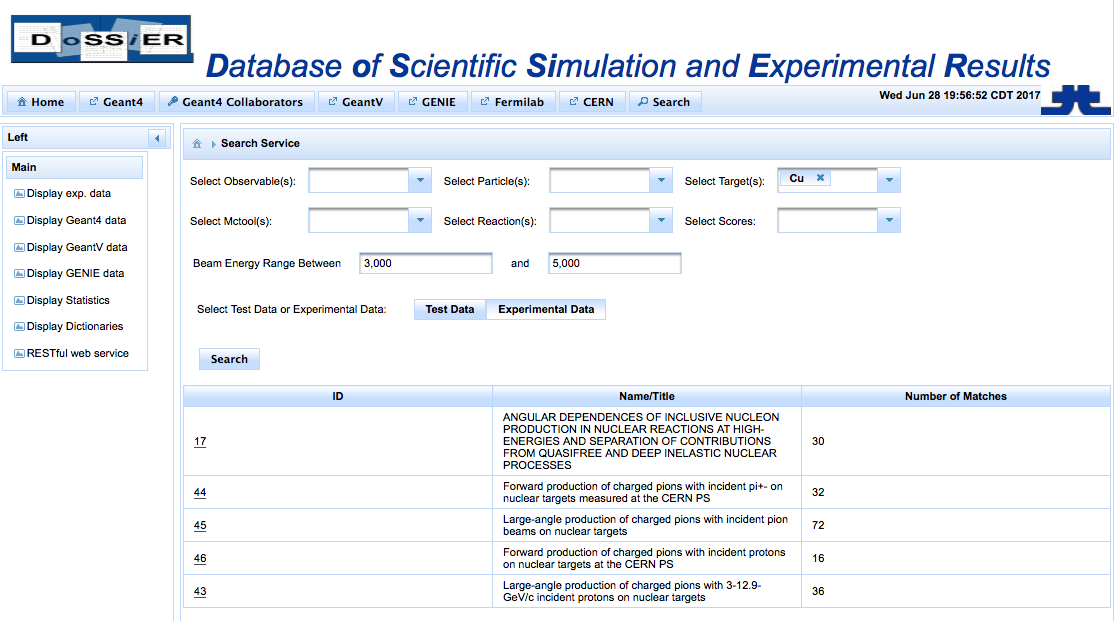 DoSSiER
Database of Scientific Simulation and Experimental Results
Home Geant4 Geant4 Collaborators GeantV GENIE Fermilab CERN Search
Wed Jun 28 19:56:52 CDT 2017
Left
Main
Display exp. data
Display Geant4 data
Display GeantV data
Display GENIE data
Display Statistics
Display Dictionaries
RESTful web service
Search Service
Select Observable(s): Select Particle(s): Select Target(s): Cu
Select Mctool(s): Select Reaction(s): Select Scores:
Beam Energy Range Between 3,000 and 5,000
Select Test Data or Experimental Data: Test Data Experimental Data
Search
ID Name/Title Number of Matches
17
ANGULAR DEPENDENCES OF INCLUSIVE NUCLEON
PRODUCTION IN NUCLEAR REACTIONS AT HIGH-
ENERGIES AND SEPARATION OF CONTRIBUTIONS
FROM QUASIFREE AND DEEP INELASTIC NUCLEAR
PROCESSES
30
44
Forward production of charged pions with incident pi+- on
nuclear targets measured at the CERN PS
32
45
Large-angle production of charged pions with incident pion
beams on nuclear targets
72
46
Forward production of charged pions with incident protons
on nuclear targets at the CERN PS
16
43
Large-angle production of charged pions with 3-12.9-
GeV/c incident protons on nuclear targets
36